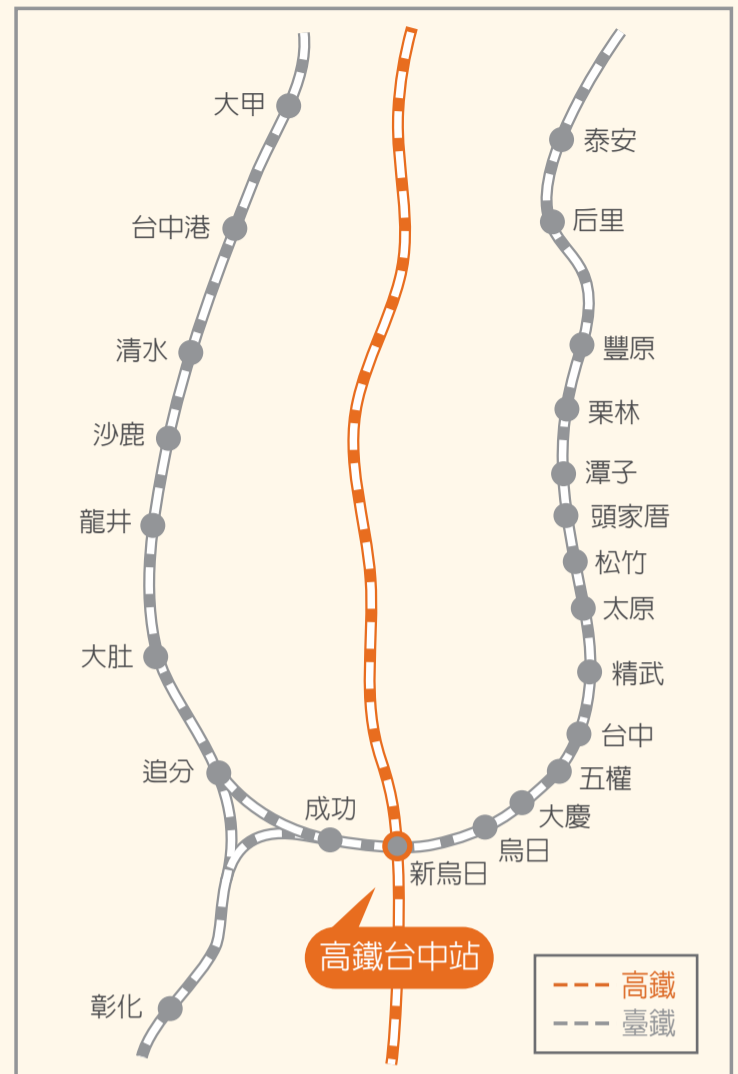 大甲
台中港
清水
沙鹿
龍井
大肚
追分
成功
彰化
泰安
后里
豐原
栗林
潭子
頭家厝
松竹
太原
精武
台中
五權
大慶
烏日
新烏日
高鐵台中站
高鐵
臺鐵